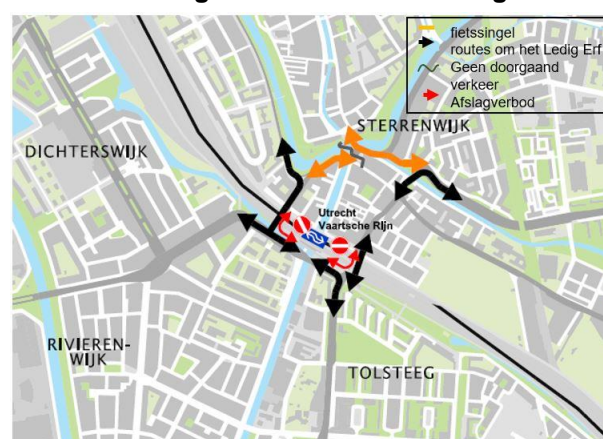 fietssingel
routes om het Ledig Erf
Geen doorgaand
verkeer
Afslagverbod
STERRENWIJK
DICHTERSWIJK
Utrecht
Vaartsche Rijn
RIVIEREN-
WIJK
TOLSTEEG